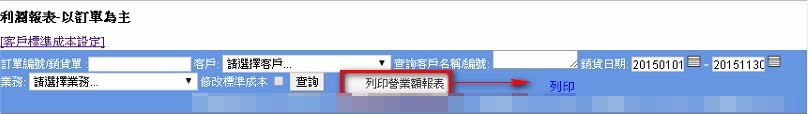 利潤報表-以訂單為主
[客戶標準成本設定]
訂單編號/銷貨單 : 客戶: 請選擇客戶... 查詢客戶名稱/編號: 銷貨日期: 20150101 - 20151130
業務: 請選擇業務... 修改標準成本 查詢 列印營業額報表 列印